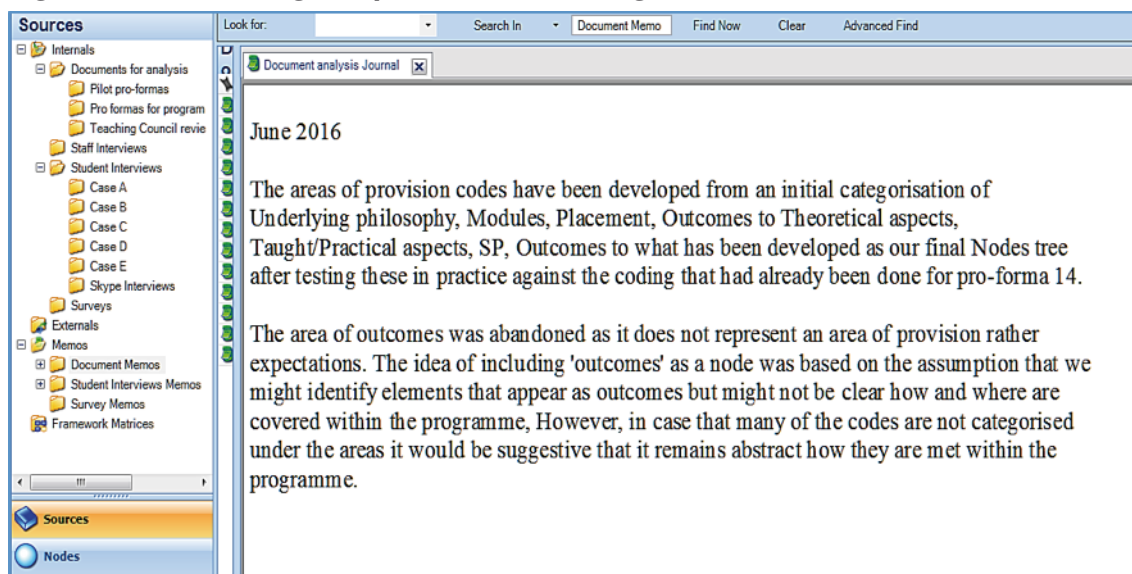 Sources
Look for:
Search In
Document Memo
Find Now
Clear
Advanced Find
Internals
Documents for analysis
Pilot pro-formas
Pro formas for program
Teaching Council revie
Staff Interviews
Student Interviews
Case A
Case B
Case C
Case D
Case E
Skype Interviews
Surveys
Externals
Memos
Document Memos
Student Interviews Memos
Survey Memos
Framework Matrices
Sources
Nodes
Document analysis Journal
June 2016
The areas of provision codes have been developed from an initial categorisation of
Underlying philosophy, Modules, Placement, Outcomes to Theoretical aspects,
Taught/Practical aspects, SP, Outcomes to what has been developed as our final Nodes tree
after testing these in practice against the coding that had already been done for pro-forma 14.
The area of outcomes was abandoned as it does not represent an area of provision rather
expectations. The idea of including 'outcomes' as a node was based on the assumption that we
might identify elements that appear as outcomes but might not be clear how and where are
covered within the programme, However, in case that many of the codes are not categorised
under the areas it would be suggestive that it remains abstract how they are met within the
programme.